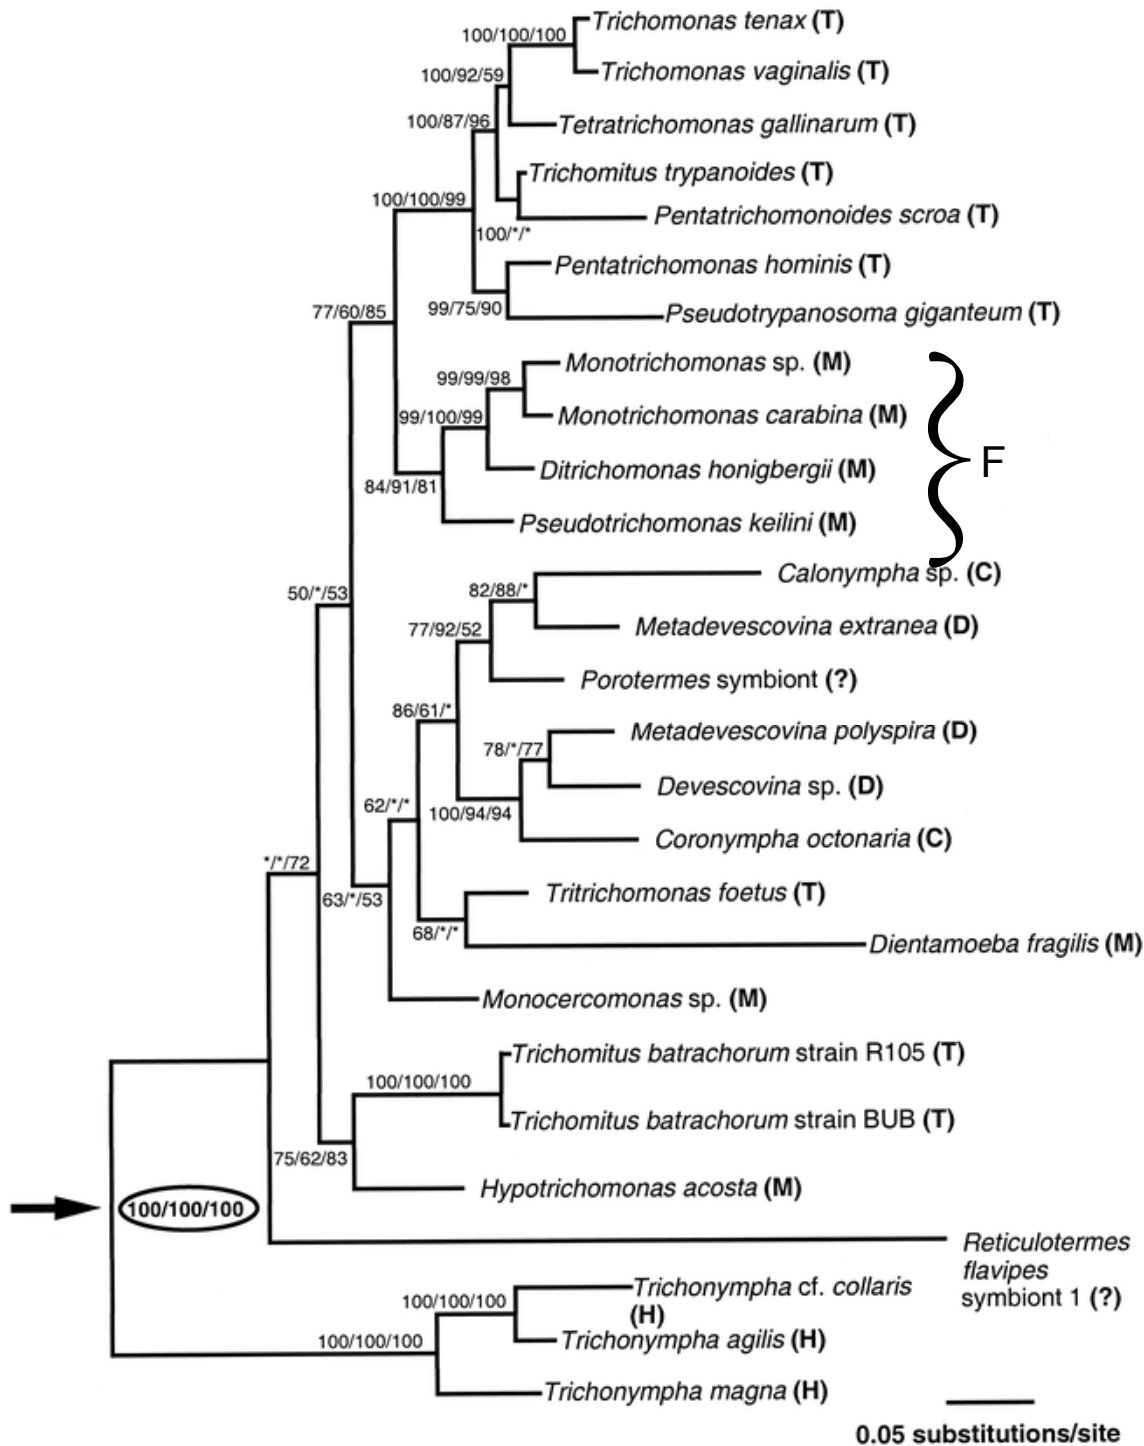 100/100/100
Trichomonas tenax (T)
100/92/59
Trichomonas vaginalis (T)
100/87/96
Tetratrichomonas gallinarum (T)
Trichomitus trypanoides (T)
100/100/99
Pentatrichomonoides scroa (T)
100/*/*
Pentatrichomonas hominis (T)
99/75/90
77/60/85
Pseudotrypanosoma giganteum (T)
Monotrichomonas sp. (M)
99/99/98
99/100/99
Monotrichomonas carabina (M)
F
Ditrichomonas honigbergii (M)
84/91/81
Pseudotrichomonas keilini (M)
Calonympha sp. (C)
82/88/*
50/*/53
77/92/52
Metadevescovina extranea (D)
Porotermes symbiont (?)
86/61/*
Metadevescovina polyspira (D)
78/*/77
Devescovina sp. (D)
62/*/*
100/94/94
Coronympha octonaria (C)
*/*/72
63/*/53
Tritrichomonas foetus (T)
68/*/*
Dientamoeba fragilis (M)
Monocercomonas sp. (M)
Trichomitus batrachorum strain R105 (T)
100/100/100
Trichomitus batrachorum strain BUB (T)
75/62/83
Hypotrichomonas acosta (M)
100/100/100
Reticulotermes
flavipes
symbiont 1 (?)
Trichonympha cf. collaris
(H)
100/100/100
100/100/100
Trichonympha agilis (H)
Trichonympha magna (H)
0.05 substitutions/site